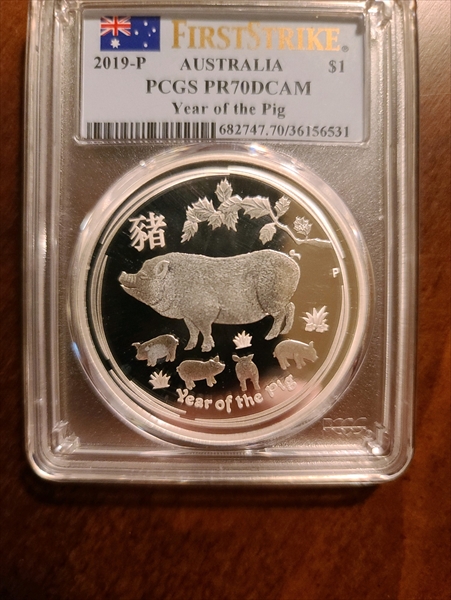 FIRSTSTRIKE®
2019-P AUSTRALIA $1
PCGS PR70DCAM
Year of the Pig
682747.70/36156531
豬
P
Year of the Pig
PCGS